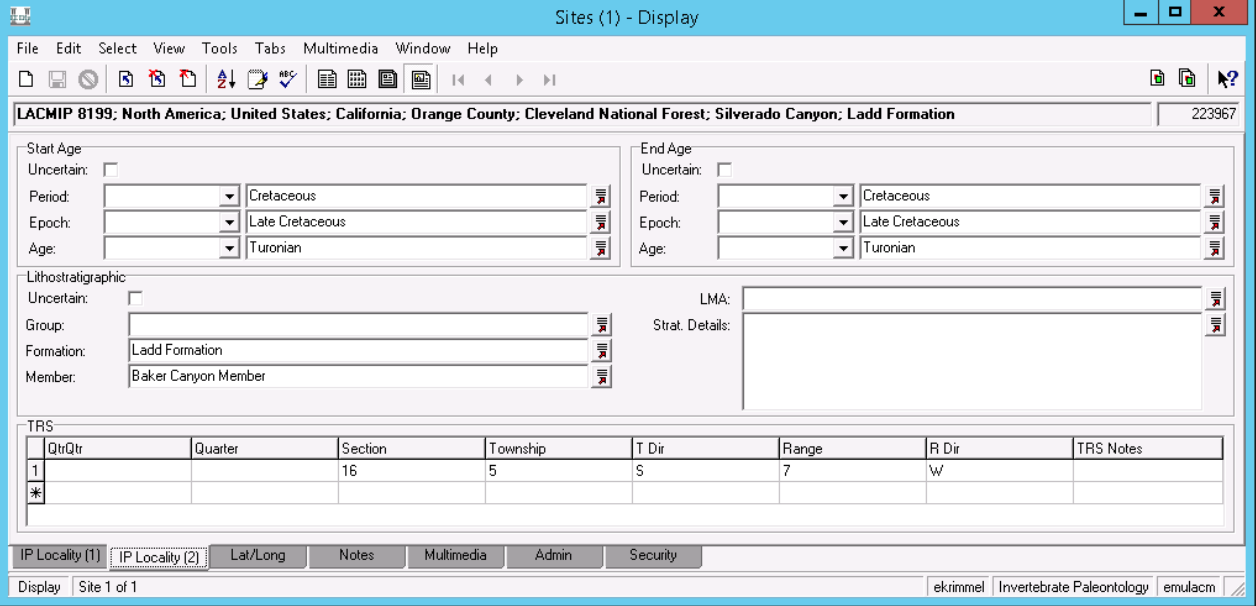 Sites (1) - Display
File Edit Select View Tools Tabs Multimedia Window Help
LACMIP 8199; North America; United States; California; Orange County; Cleveland National Forest; Silverado Canyon; Ladd Formation 223967
Start Age End Age
Uncertain: Uncertain:
Period: Cretaceous Period: Cretaceous
Epoch: Late Cretaceous Epoch: Late Cretaceous
Age: Turonian Age: Turonian
Lithostratigraphic
Uncertain: LMA:
Group: Strat. Details:
Formation: Ladd Formation
Member: Baker Canyon Member
TRS
QtrQtr Quarter Section Township T Dir Range R Dir TRS Notes
1 16 5 S 7 W
IP Locality (1) IP Locality (2) Lat/Long Notes Multimedia Admin Security
Display Site 1 of 1 ekrimmel Invertebrate Paleontology emulacm